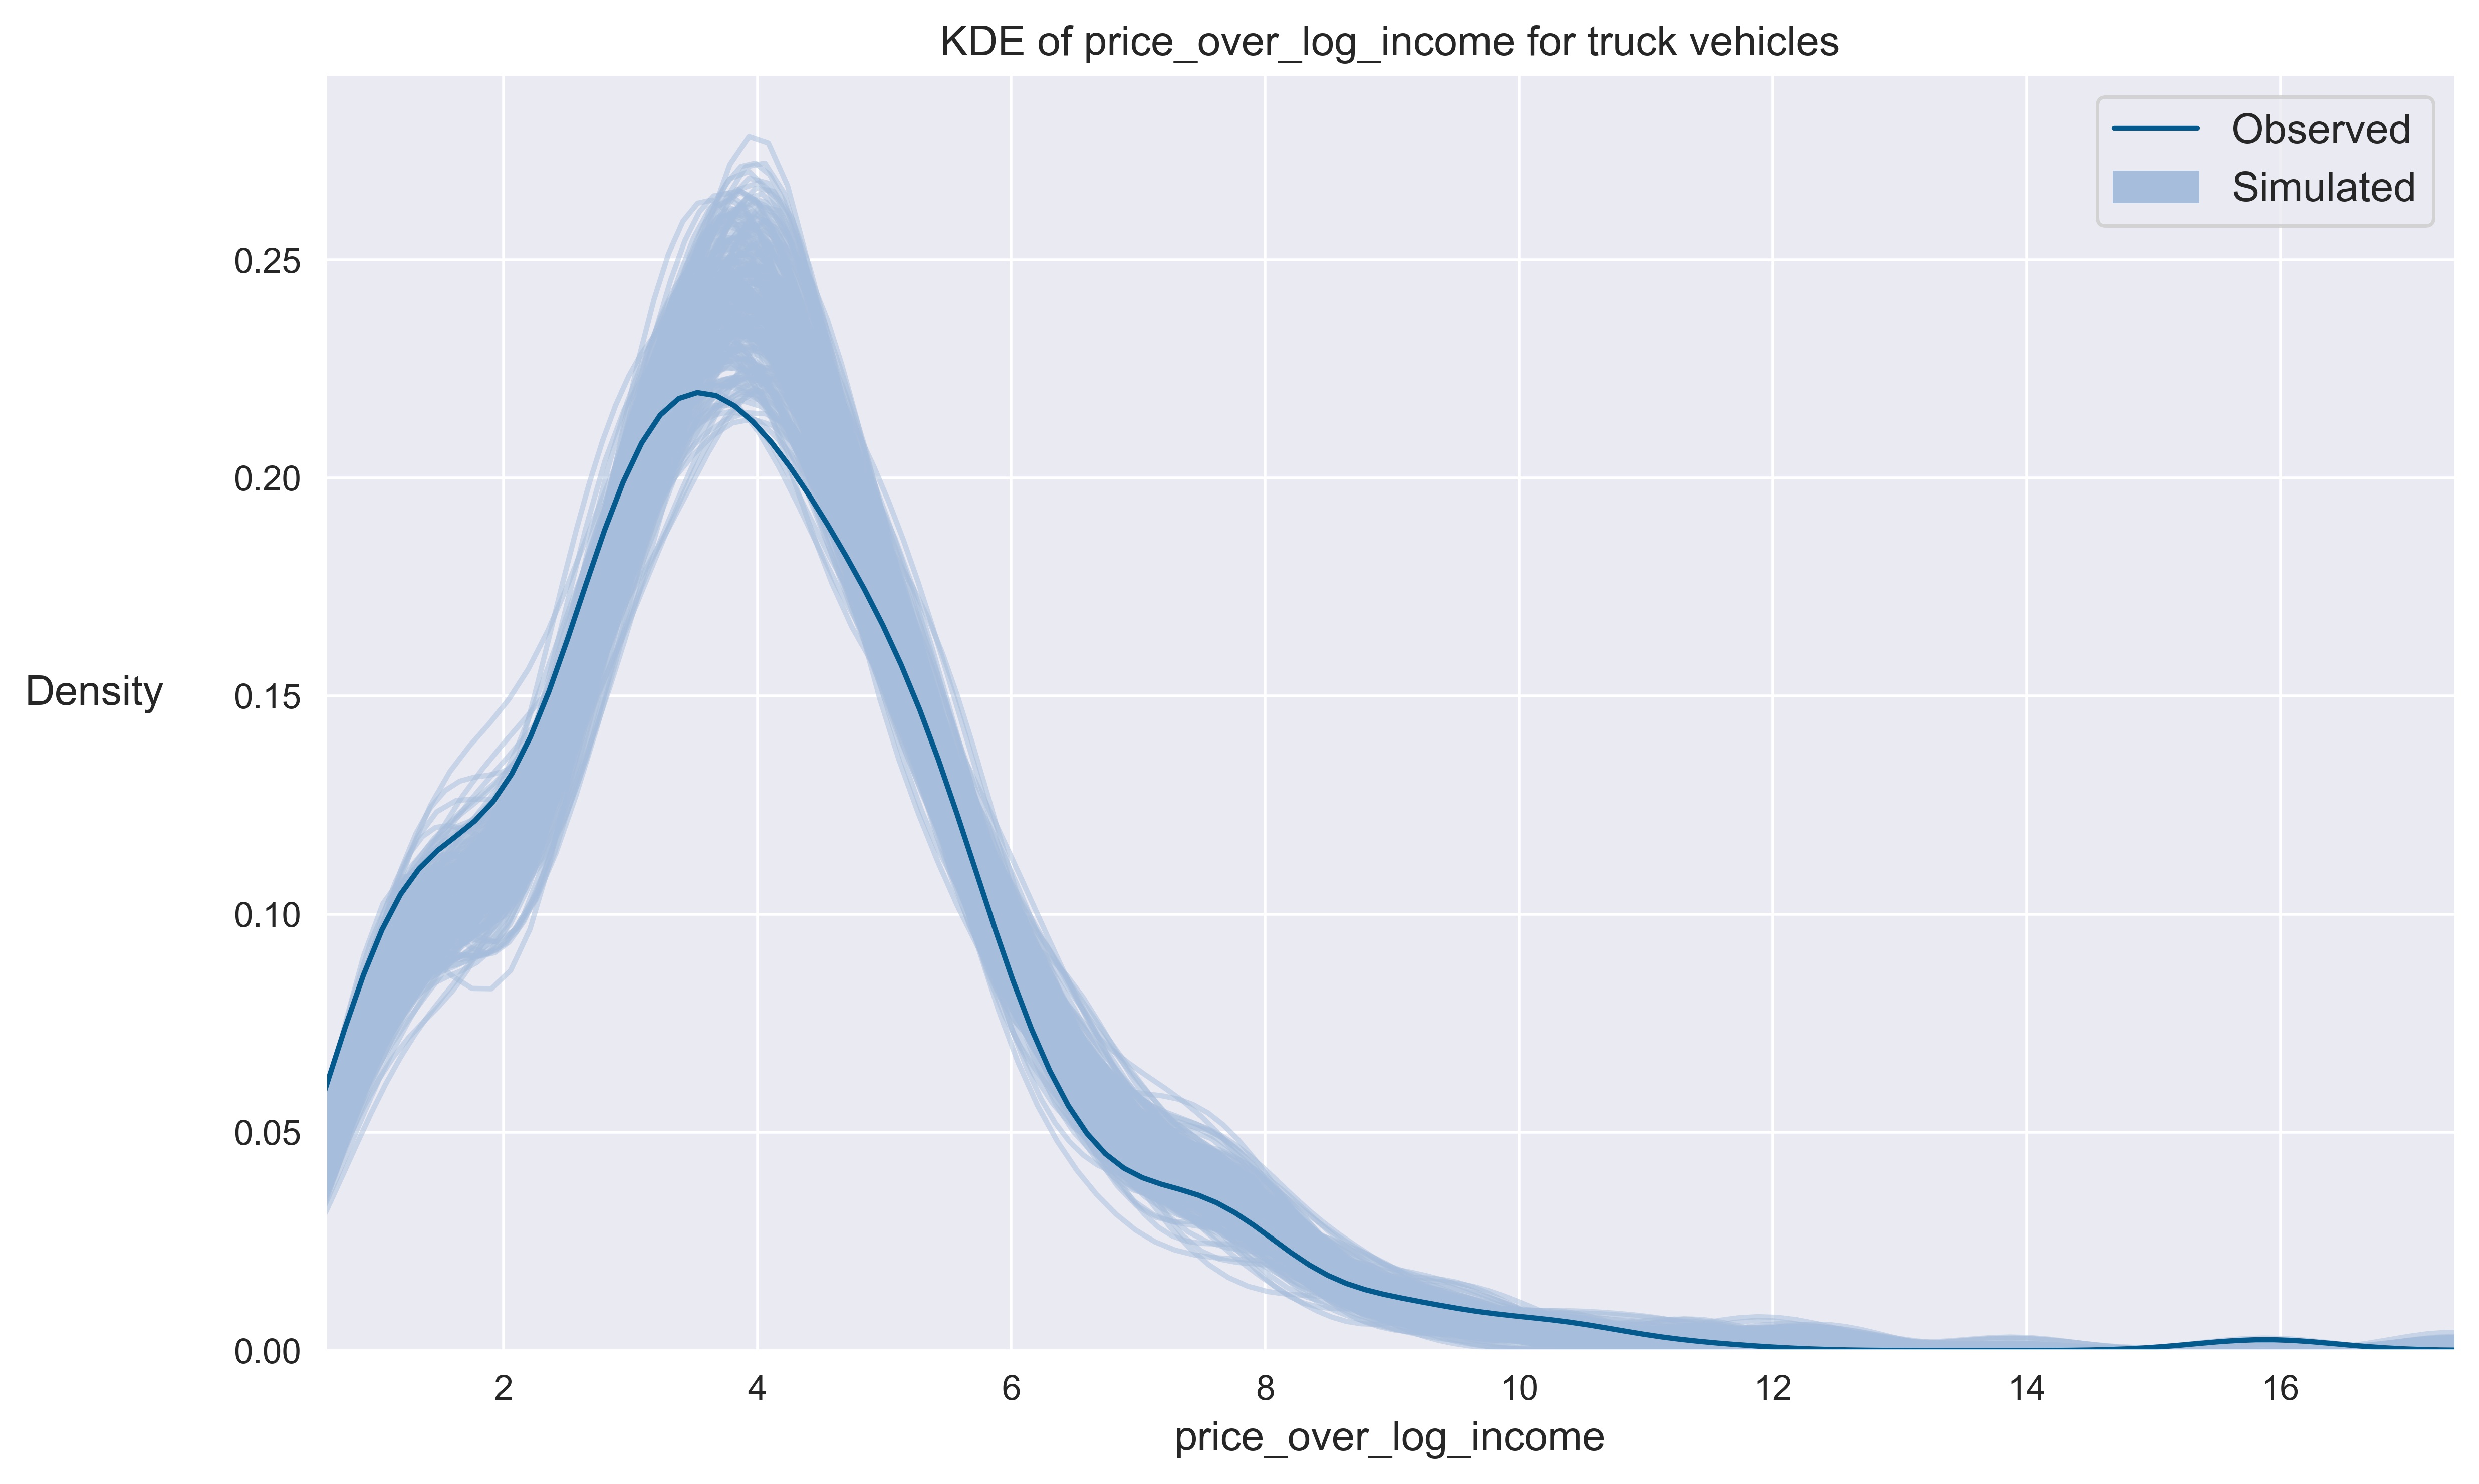 KDE of price_over_log_income for truck vehicles
Observed
Simulated
0.25
0.20
0.15
Density
0.10
0.05
0.00
2 4 6 8 10 12 14 16
price_over_log_income